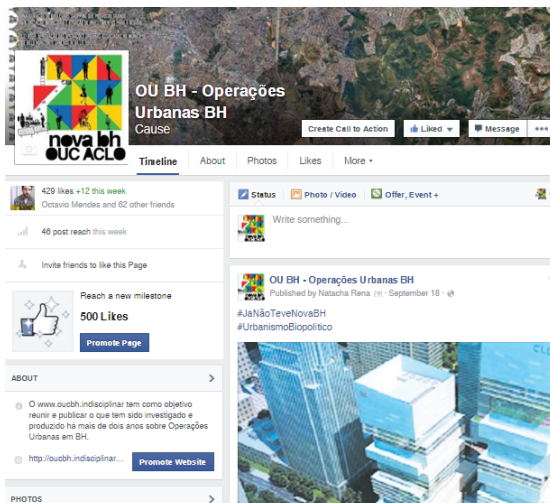 nova bh
OUC ACLO
OU BH - Operações
Urbanas BH
Cause
Create Call to Action
Liked
Message
Timeline
About
Photos
Likes
More
429 likes +12 this week
Octavio Mendes and 62 other friends
46 post reach this week
Invite friends to like this Page
Reach a new milestone
500 Likes
Promote Page
ABOUT
O www.oucbh.indisciplinar tem como objetivo
reunir e publicar o que tem sido investigado e
produzido há mais de dois anos sobre Operações
Urbanas em BH.
http://oucbh.indisciplinar...
Promote Website
PHOTOS
Status
Photo / Video
Offer, Event +
Write something...
OU BH - Operações Urbanas BH
Published by Natacha Rena [?] · September 18 ·
#JáNãoTeveNovaBH
#UrbanismoBiopolítico